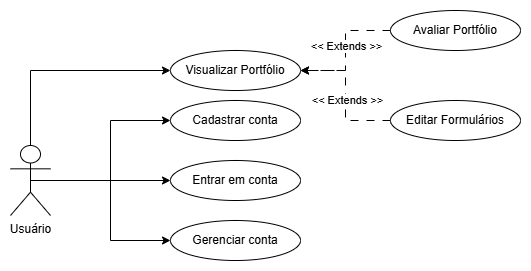 Avaliar Portfólio
<< Extends >>
Visualizar Portfólio
<< Extends >>
Cadastrar conta
Editar Formulários
Entrar em conta
Usuário
Gerenciar conta